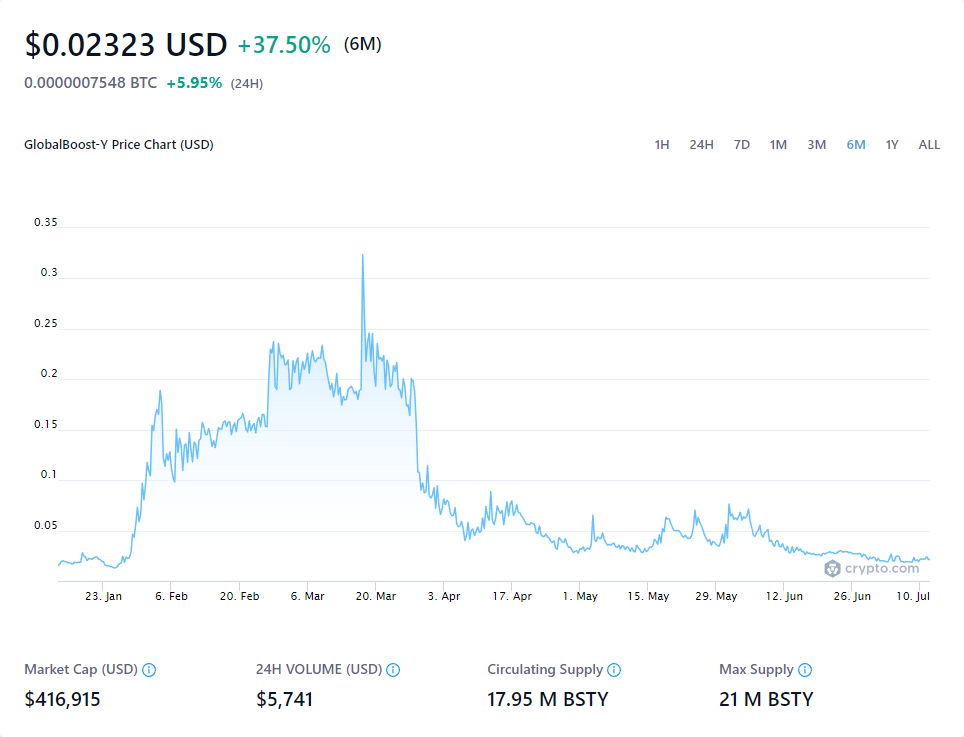 $0.02323 USD +37.50% (6M)
0.0000007548 BTC +5.95% (24H)
GlobalBoost-Y Price Chart (USD) 1H 24H 7D 1M 3M 6M 1Y ALL
0.35
0.3
0.25
0.2
0.15
0.1
0.05
crypto.com
23. Jan 6. Feb 20. Feb 6. Mar 20. Mar 3. Apr 17. Apr 1. May 15. May 29. May 12. Jun 26. Jun 10. Jul
Market Cap (USD) 24H VOLUME (USD) Circulating Supply Max Supply
$416,915 $5,741 17.95 M BSTY 21 M BSTY